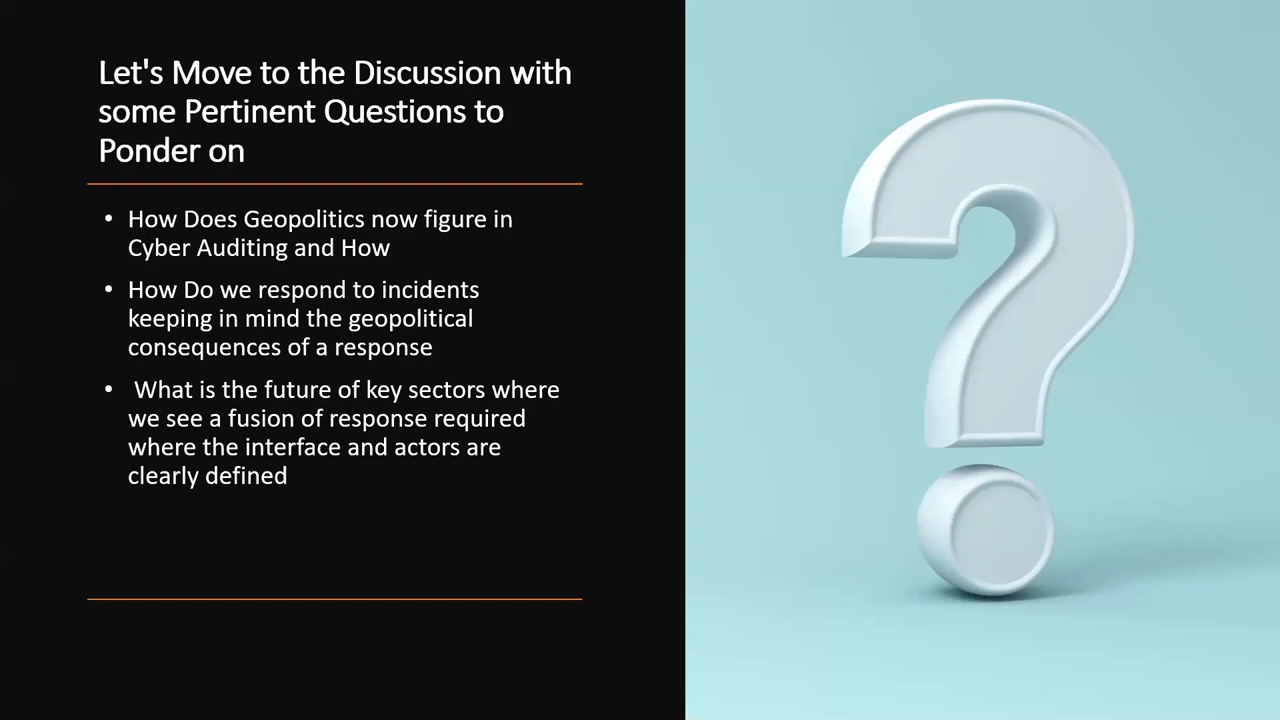 Let's Move to the Discussion with
some Pertinent Questions to
Ponder on
• How Does Geopolitics now figure in
Cyber Auditing and How
• How Do we respond to incidents
keeping in mind the geopolitical
consequences of a response
• What is the future of key sectors where
we see a fusion of response required
where the interface and actors are
clearly defined